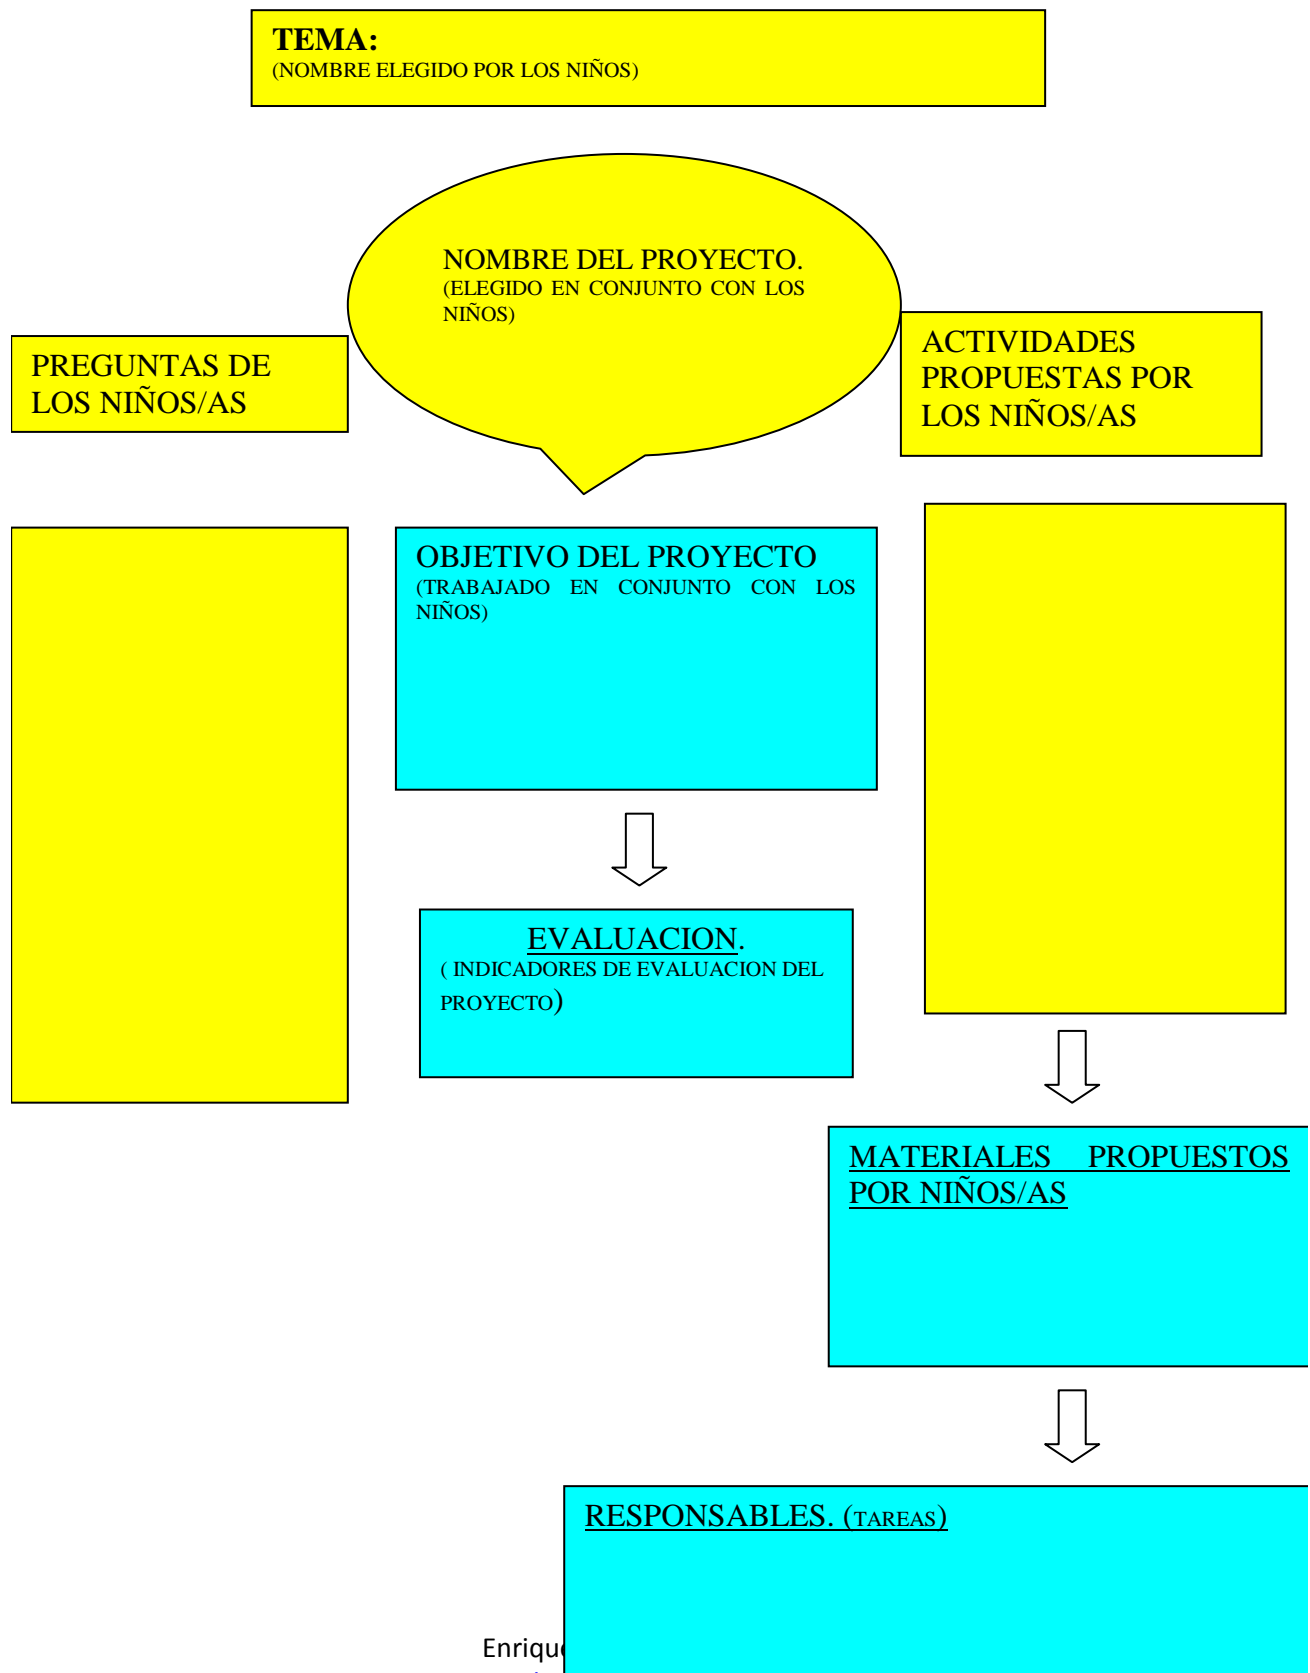 TEMA:
(NOMBRE ELEGIDO POR LOS NIÑOS)
NOMBRE DEL PROYECTO.
(ELEGIDO EN CONJUNTO CON LOS
NIÑOS)
PREGUNTAS DE
LOS NIÑOS/AS
ACTIVIDADES
PROPUESTAS POR
LOS NIÑOS/AS
OBJETIVO DEL PROYECTO
(TRABAJADO EN CONJUNTO CON LOS
NIÑOS)
EVALUACION.
( INDICADORES DE EVALUACION DEL
PROYECTO)
MATERIALES PROPUESTOS
POR NIÑOS/AS
RESPONSABLES. (TAREAS)